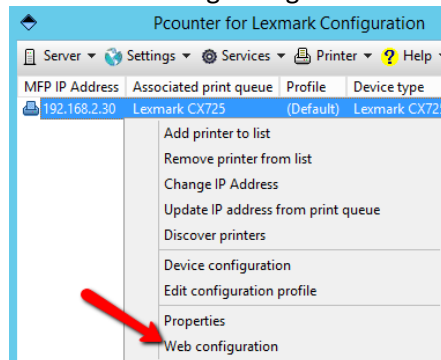 Pcounter for Lexmark Configuration
Server Settings Services Printer Help
MFP IP Address Associated print queue Profile Device type
192.168.2.30 Lexmark CX725 (Default) Lexmark CX725
Add printer to list
Remove printer from list
Change IP Address
Update IP address from print queue
Discover printers
Device configuration
Edit configuration profile
Properties
Web configuration